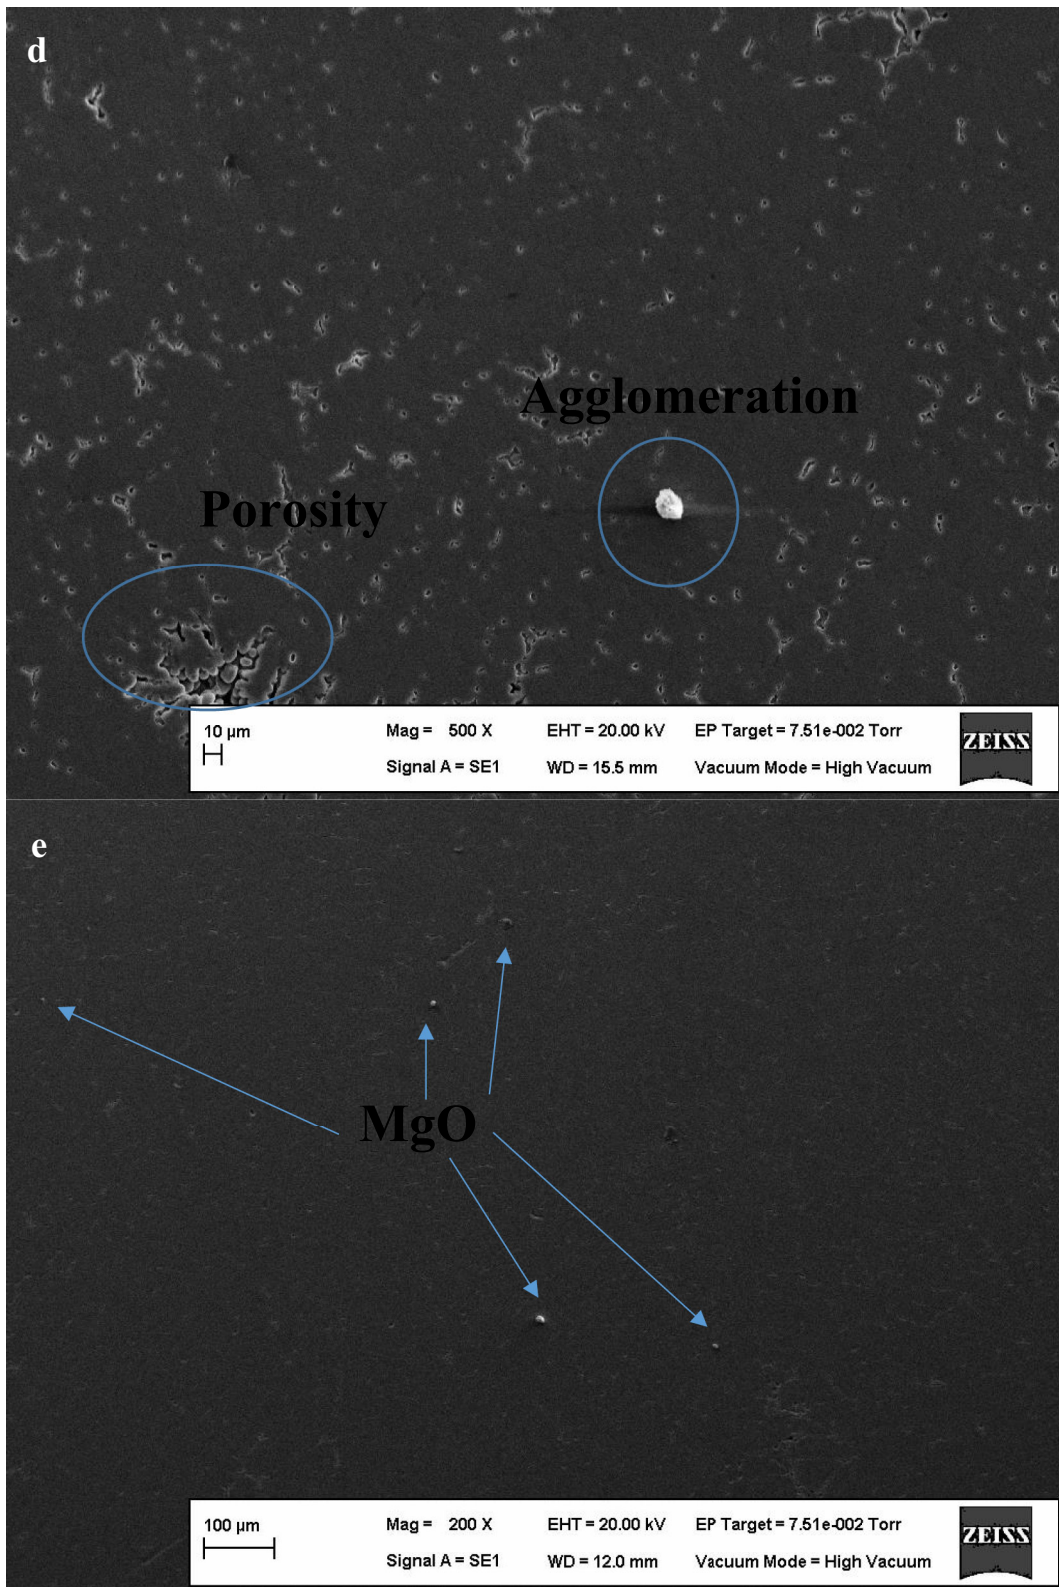 d
Agglomeration
Porosity
10 µm
Mag = 500 X
EHT = 20.00 kV
EP Target = 7.51e-002 Torr
Signal A = SE1
WD = 15.5 mm
Vacuum Mode = High Vacuum
ZEISS
e
MgO
100 µm
Mag = 200 X
EHT = 20.00 kV
EP Target = 7.51e-002 Torr
Signal A = SE1
WD = 12.0 mm
Vacuum Mode = High Vacuum
ZEISS